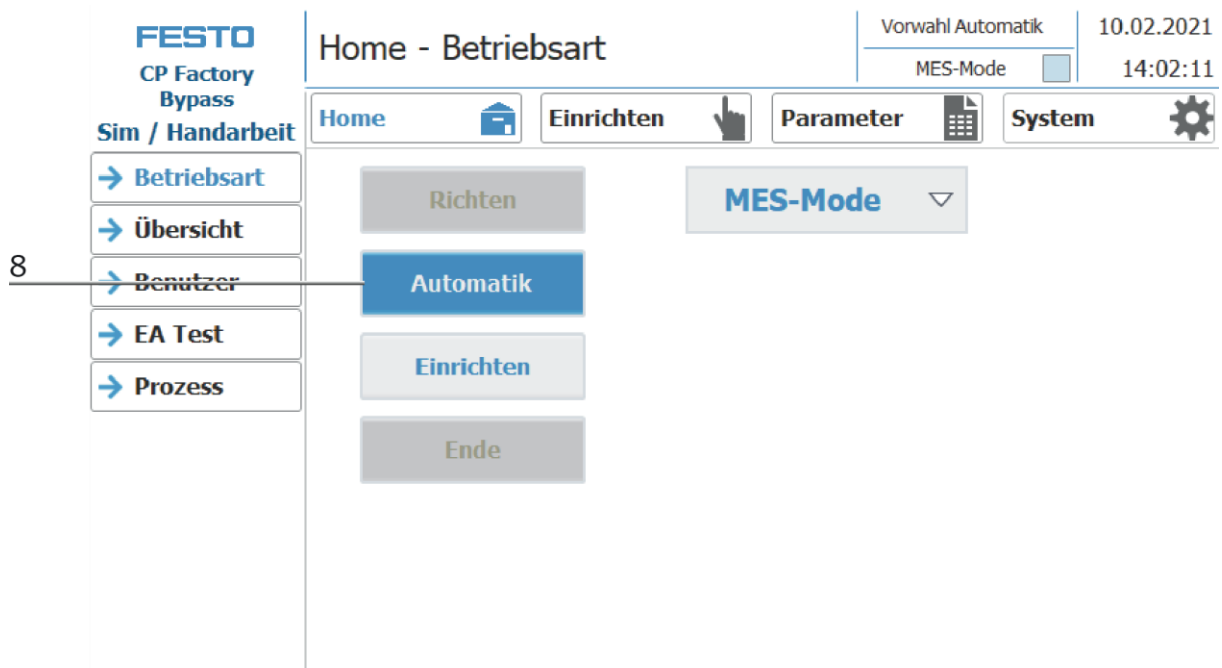 FESTO
CP Factory
Bypass
Sim / Handarbeit
Home - Betriebsart
Vorwahl Automatik
MES-Mode
10.02.2021
14:02:11
Home
Einrichten
Parameter
System
Betriebsart
Übersicht
Benutzer
EA Test
Prozess
8
Richten
Automatik
Einrichten
Ende
MES-Mode